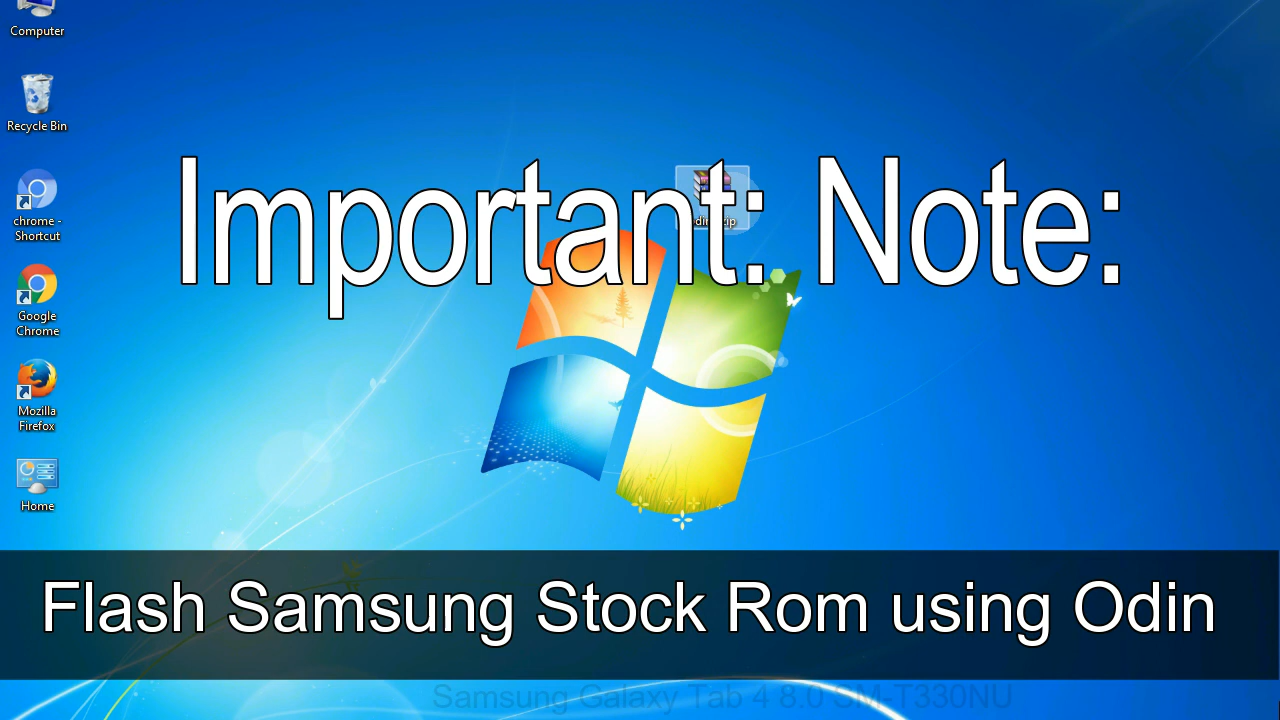 Computer
Recycle Bin
chrome -
Shortcut
Google
Chrome
Mozilla
Firefox
Home
Important: Note:
Flash Samsung Stock Rom using Odin
Samsung Galaxy Tab 4 8.0 SM-T330NU